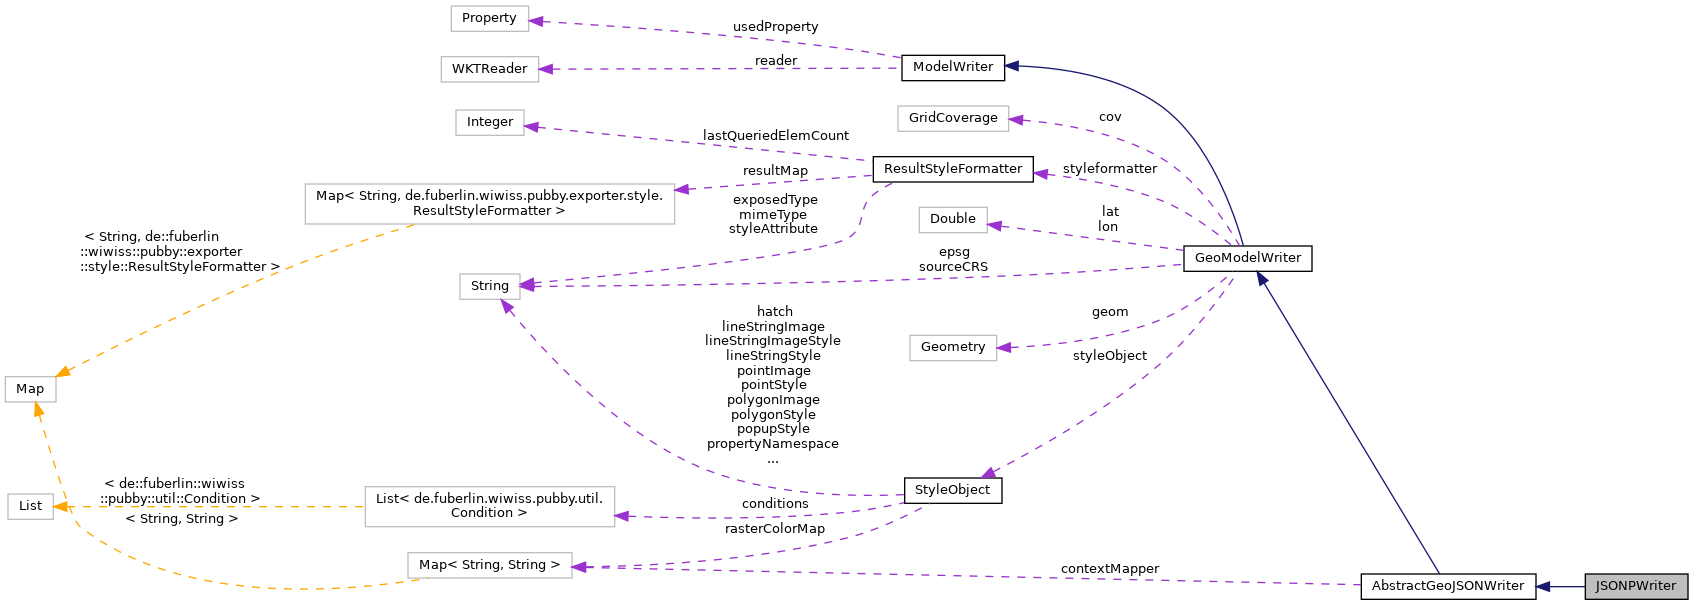 Property
usedProperty
WKTReader
reader
ModelWriter
GridCoverage
cov
Integer
lastQueriedElemCount
ResultStyleFormatter
styleformatter
resultMap
Map< String, de.fuberlin.wiwiss.pubby.exporter.style.
ResultStyleFormatter >
exposedType
mimeType
styleAttribute
Double
lat
lon
< String, de::fuberlin
::wiwiss::pubby::exporter
::style::ResultStyleFormatter >
epsg
sourceCRS
GeoModelWriter
String
hatch
lineStringImage
lineStringImageStyle
lineStringStyle
pointImage
pointStyle
polygonImage
polygonStyle
popupStyle
propertyNamespace
...
geom
Geometry
styleObject
Map
< de::fuberlin::wiwiss
::pubby::util::Condition >
List
< String, String >
List< de.fuberlin.wiwiss.pubby.util.
Condition >
conditions
StyleObject
rasterColorMap
Map< String, String >
contextMapper
AbstractGeoJSONWriter
JSONPWriter